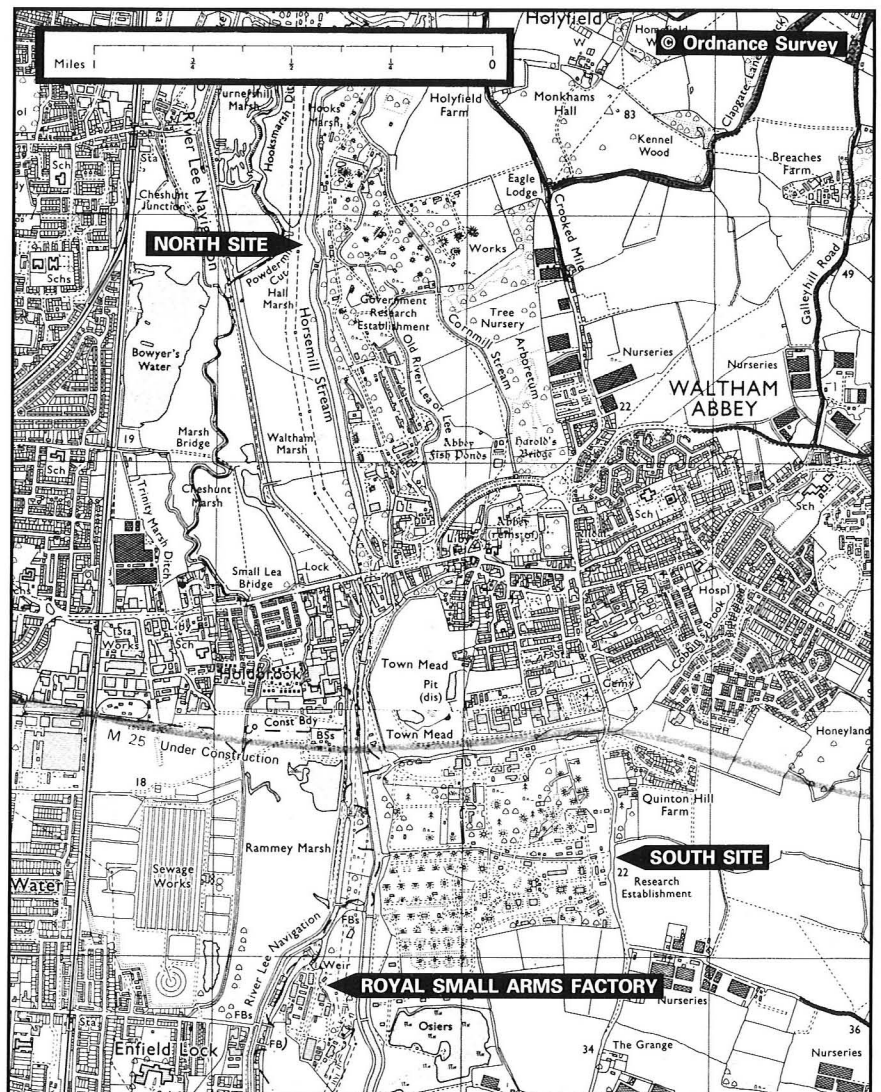 Holyfield
© Ordnance Survey
Miles 1 ¾ ½ ¼ 0
Turnershill
Marsh
Hooksmarsh Ditch
Hooks
Marsh
Holyfield
Farm
Monkhams
Hall
83
Clapgate Lane
Kennel
Wood
Breaches
Farm
Sch
Sta
River Lee Navigation
Cheshunt
Junction
Eagle
Lodge
Crooked Mile
NORTH SITE
Works
Schs
Powdermill
Cut
Hall
Marsh
Horsemill Stream
Government
Research
Establishment
Old River Lea or Lee
Cornmill Stream
Tree
Nursery
Arboretum
Galleyhill Road
49
Bowyer's
Water
Nurseries
Nurseries
WALTHAM
ABBEY
22
19
Marsh
Bridge
Waltham
Marsh
Abbey
Fish Ponds
Harold's
Bridge
Sch
Cheshunt
Marsh
Trinity Marsh Ditch
Abbey
(rems of)
Sch
Sch
Small Lea
Bridge
Lock
Hospl
Cobbins Brook
Sta
Works
Sch
Holdbrook
Town Mead
Pit
(dis)
Cemy
Const Bdy
BSs
Town Mead
Honeyland
M 25 Under Construction
18
Quinton Hill
Farm
Rammey Marsh
SOUTH SITE
22
Research
Establishment
Sewage
Works
Water
River Lee Navigation
FBs
Weir
ROYAL SMALL ARMS FACTORY
Nurseries
FBs
Sta
Osiers
36
Enfield Lock
FB
34
The Grange
Nurseries